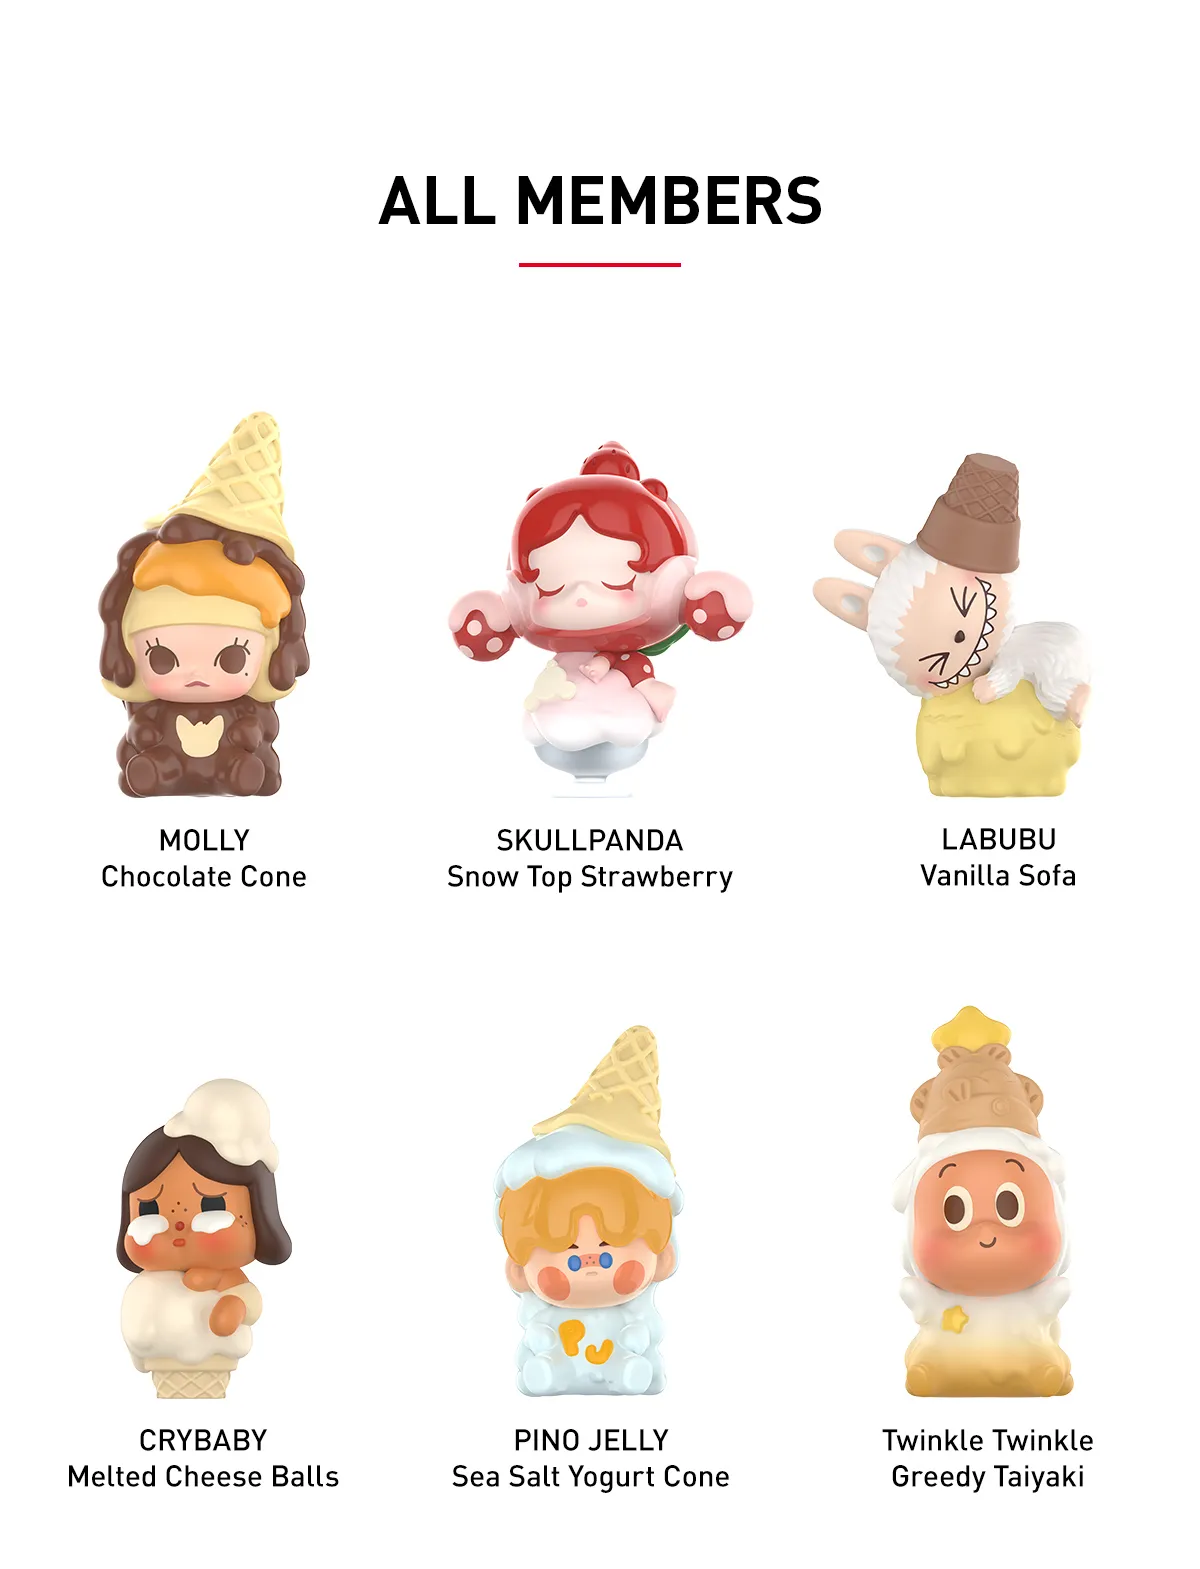 ALL MEMBERS
MOLLY
Chocolate Cone
SKULLPANDA
Snow Top Strawberry
LABUBU
Vanilla Sofa
PJ
CRYBABY
Melted Cheese Balls
PINO JELLY
Sea Salt Yogurt Cone
Twinkle Twinkle
Greedy Taiyaki